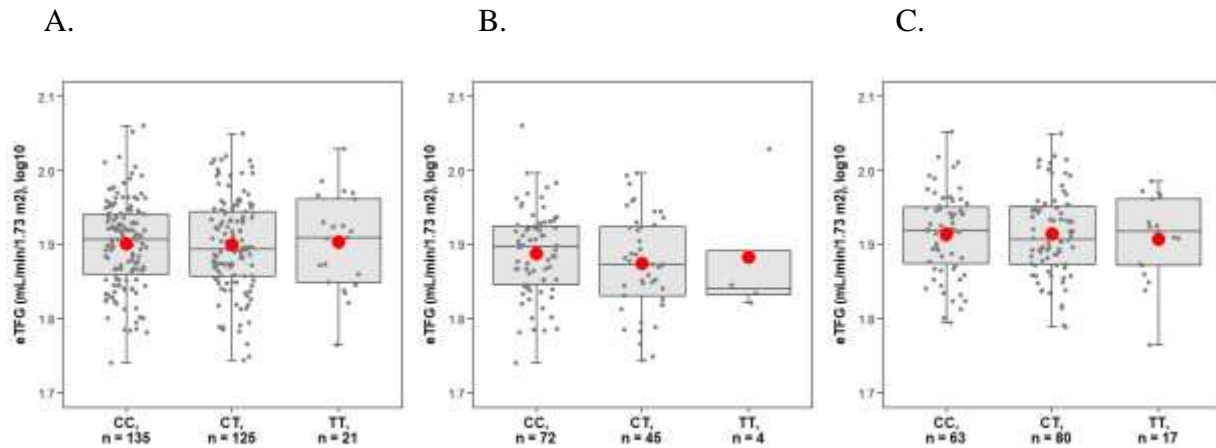 A.
B.
C.
eTFG (mL/min/1.73 m2), log10
2.1
2.0
1.9
1.8
1.7
CC,
n = 135
CT,
n = 125
TT,
n = 21
eTFG (mL/min/1.73 m2), log10
2.1
2.0
1.9
1.8
1.7
CC,
n = 72
CT,
n = 45
TT,
n = 4
eTFG (mL/min/1.73 m2), log10
2.1
2.0
1.9
1.8
1.7
CC,
n = 63
CT,
n = 80
TT,
n = 17